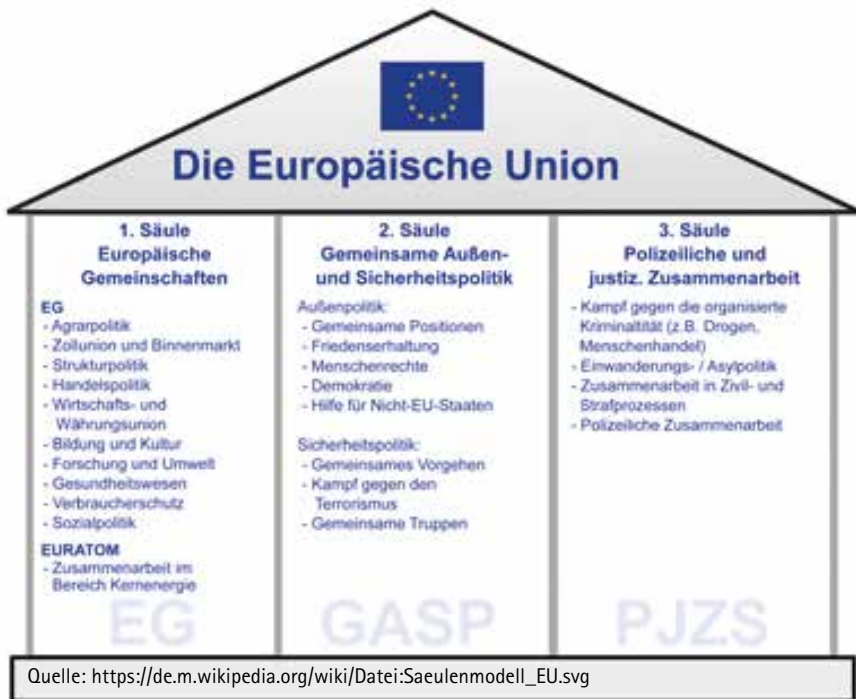 Die Europäische Union
1. Säule
Europäische
Gemeinschaften
EG
- Agrarpolitik
- Zollunion und Binnenmarkt
- Strukturpolitik
- Handelspolitik
- Wirtschafts- und
Währungsunion
- Bildung und Kultur
- Forschung und Umwelt
- Gesundheitswesen
- Verbraucherschutz
- Sozialpolitik
EURATOM
- Zusammenarbeit im
Bereich Kernenergie
EG
2. Säule
Gemeinsame Außen-
und Sicherheitspolitik
Außenpolitik:
- Gemeinsame Positionen
- Friedenserhaltung
- Menschenrechte
- Demokratie
- Hilfe für Nicht-EU-Staaten
Sicherheitspolitik:
- Gemeinsames Vorgehen
- Kampf gegen den
Terrorismus
- Gemeinsame Truppen
GASP
3. Säule
Polizeiliche und
justiz. Zusammenarbeit
- Kampf gegen die organisierte
Kriminaltität (z.B. Drogen,
Menschenhandel)
- Einwanderungs- / Asylpolitik
- Zusammenarbeit in Zivil- und
Strafprozessen
- Polizeiliche Zusammenarbeit
PJZS
Quelle: https://de.m.wikipedia.org/wiki/Datei:Saeulenmodell_EU.svg